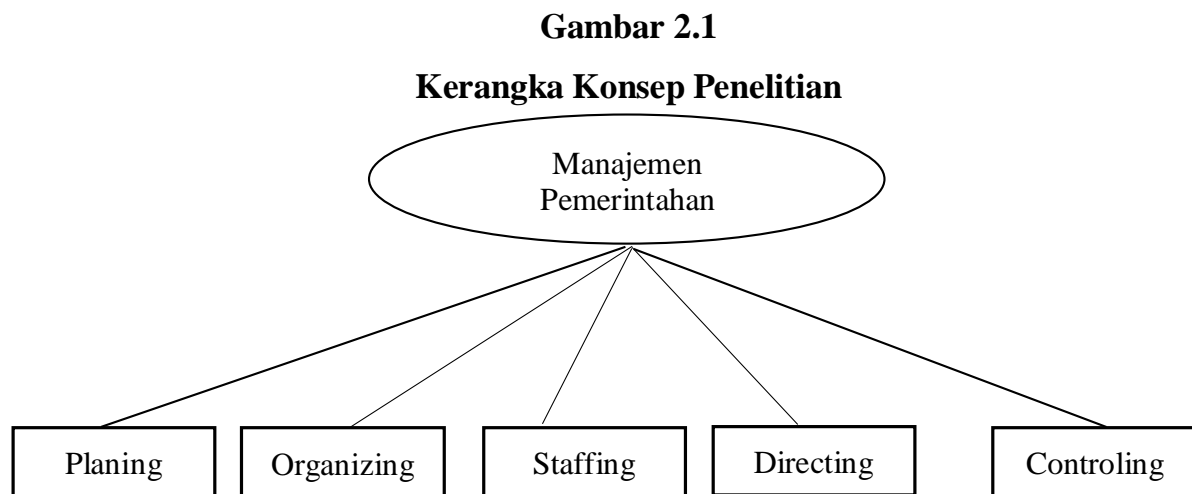 Gambar 2.1
Kerangka Konsep Penelitian
Manajemen
Pemerintahan
Planing
Organizing
Staffing
Directing
Controling